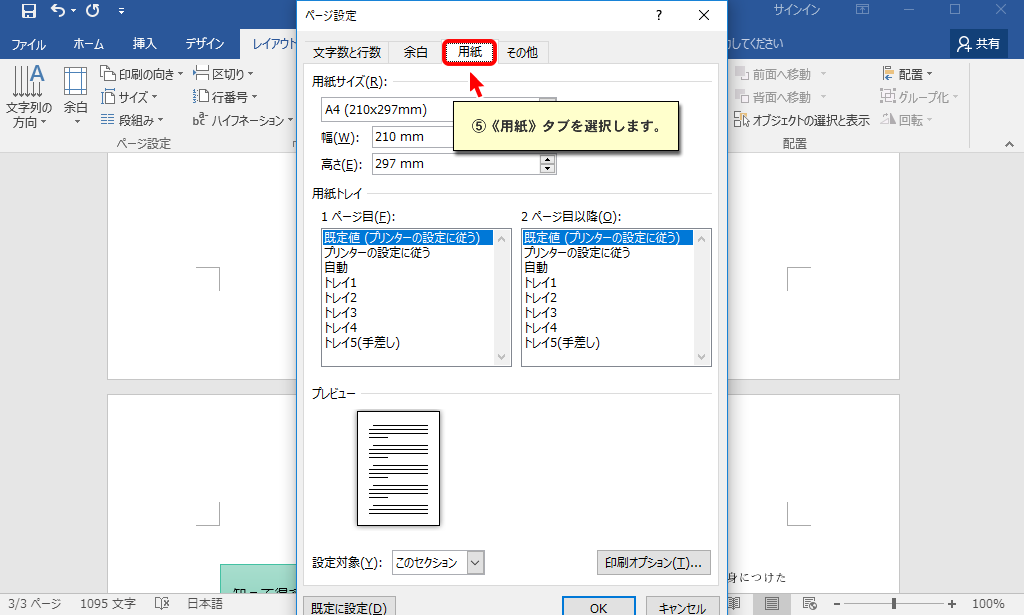 サインイン
ファイル ホーム 挿入 デザイン レイアウト
力してください
共有
文字列の
方向
余白
印刷の向き
サイズ
段組み
区切り
行番号
ハイフネーション
ページ設定
前面へ移動
背面へ移動
オブジェクトの選択と表示
配置
グループ化
回転
配置
ページ設定
?
文字数と行数 余白 用紙 その他
用紙サイズ(R):
A4 (210x297mm)
⑤《用紙》タブを選択します。
幅(W): 210 mm
高さ(E): 297 mm
用紙トレイ
1 ページ目(F):
既定値 (プリンターの設定に従う)
プリンターの設定に従う
自動
トレイ1
トレイ2
トレイ3
トレイ4
トレイ5(手差し)
2 ページ目以降(O):
既定値 (プリンターの設定に従う)
プリンターの設定に従う
自動
トレイ1
トレイ2
トレイ3
トレイ4
トレイ5(手差し)
プレビュー
設定対象(Y): このセクション
印刷オプション(T)...
既定に設定(D)
OK
キャンセル
知って得す
身につけた
3/3 ページ 1095 文字 日本語
100%